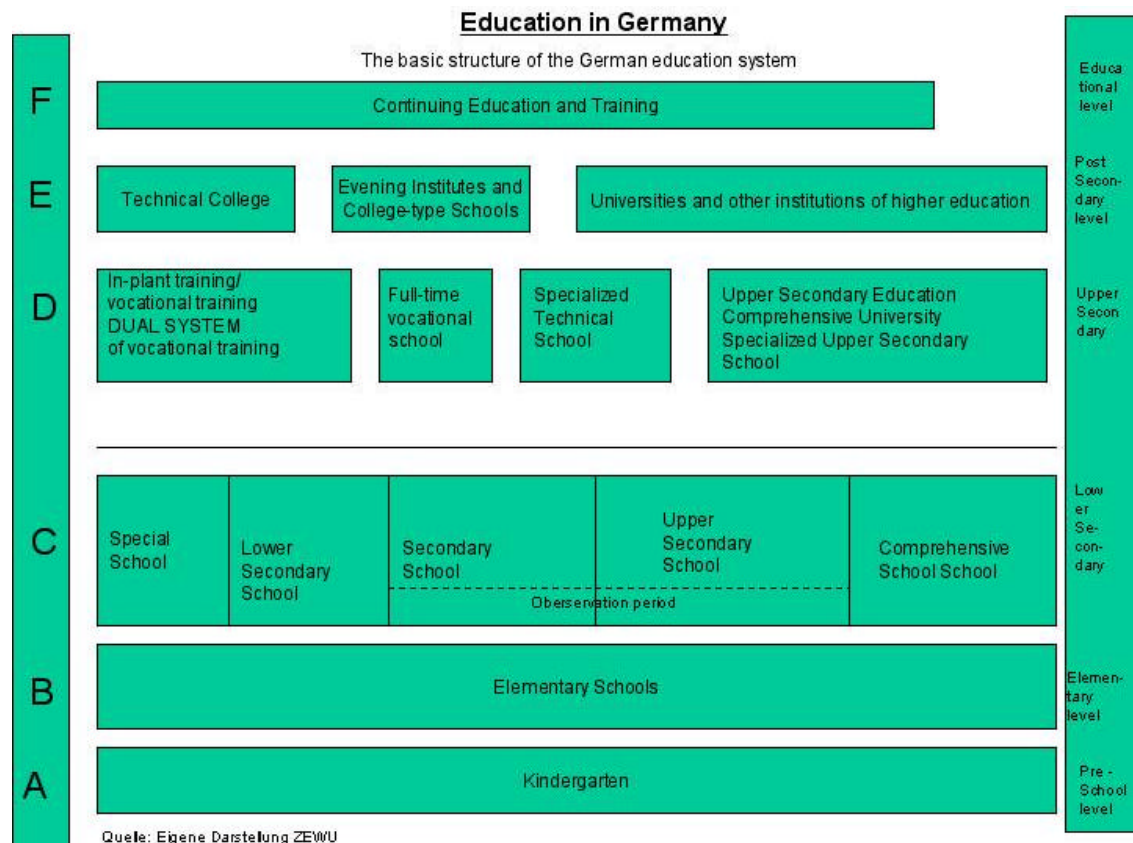 Education in Germany
The basic structure of the German education system
F
Continuing Education and Training
Educa
tional
level
E
Technical College
Evening Institutes and
College-type Schools
Universities and other institutions of higher education
Post
Secon-
dary
level
D
In-plant training/
vocational training
DUAL SYSTEM
of vocational training
Full-time
vocational
school
Specialized
Technical
School
Upper Secondary Education
Comprehensive University
Specialized Upper Secondary
School
Upper
Secon
dary
C
Special
School
Lower
Secondary
School
Secondary
School
Upper
Secondary
School
Comprehensive
School School
Oberservation period
Low
er
Se-
con-
dary
B
Elementary Schools
Elemen-
tary
level
A
Kindergarten
Pre -
School
level
Quelle: Eigene Darstellung ZEWU